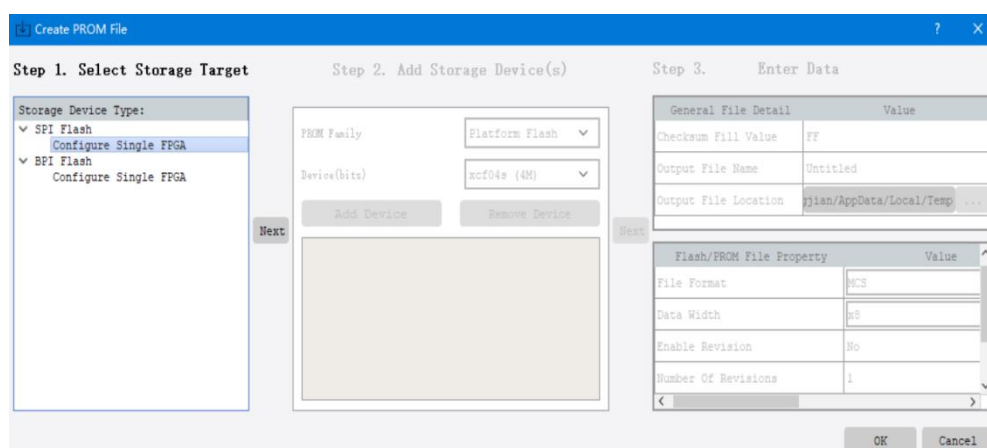 Create PROM File
?
Step 1. Select Storage Target
Step 2. Add Storage Device(s)
Step 3. Enter Data
Storage Device Type:
SPI Flash
Configure Single FPGA
BPI Flash
Configure Single FPGA
Next
PROM Family
Platform Flash
Device(bits)
xcf04s (4M)
Add Device
Remove Device
Next
General File Detail
Value
Checksum Fill Value
FF
Output File Name
Untitled
Output File Location
rjian/AppData/Local/Temp
...
Flash/PROM File Property
Value
File Format
MCS
Data Width
x8
Enable Revision
No
Number Of Revisions
1
OK
Cancel